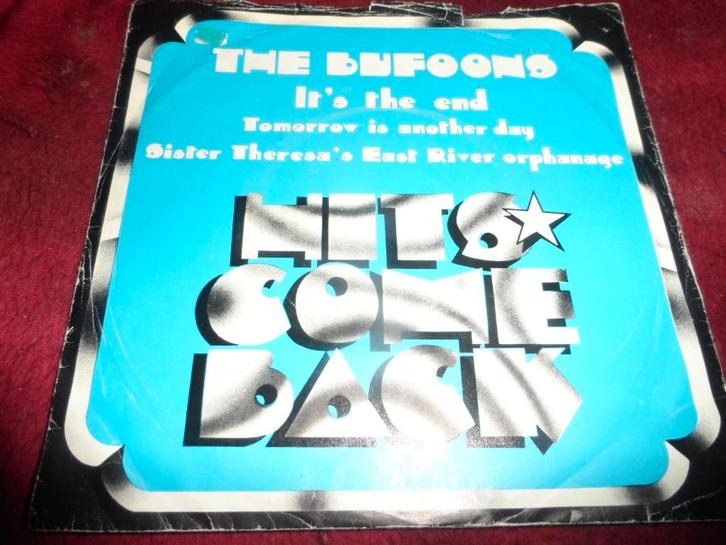 THE BUFOONS
It's the end
Tomorrow is another day
Sister Theresa's East River orphanage
HITS
COME
BACK